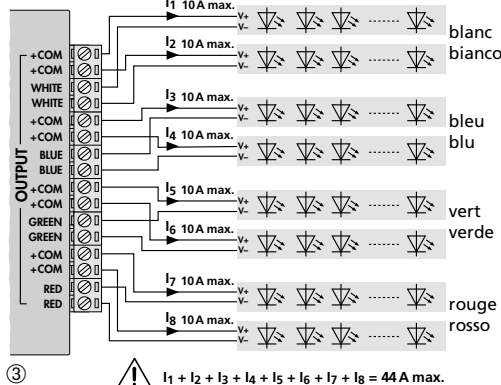 I1 10 A max.
V+
V–
blanc
bianco
I2 10 A max.
V+
V–
I3 10 A max.
V+
V–
bleu
blu
I4 10 A max.
V+
V–
I5 10 A max.
V+
V–
vert
verde
I6 10 A max.
V+
V–
I7 10 A max.
V+
V–
rouge
rosso
I8 10 A max.
V+
V–
OUTPUT
+COM
+COM
WHITE
WHITE
+COM
+COM
BLUE
BLUE
+COM
+COM
GREEN
GREEN
+COM
+COM
RED
RED
③
I1 + I2 + I3 + I4 + I5 + I6 + I7 + I8 = 44 A max.